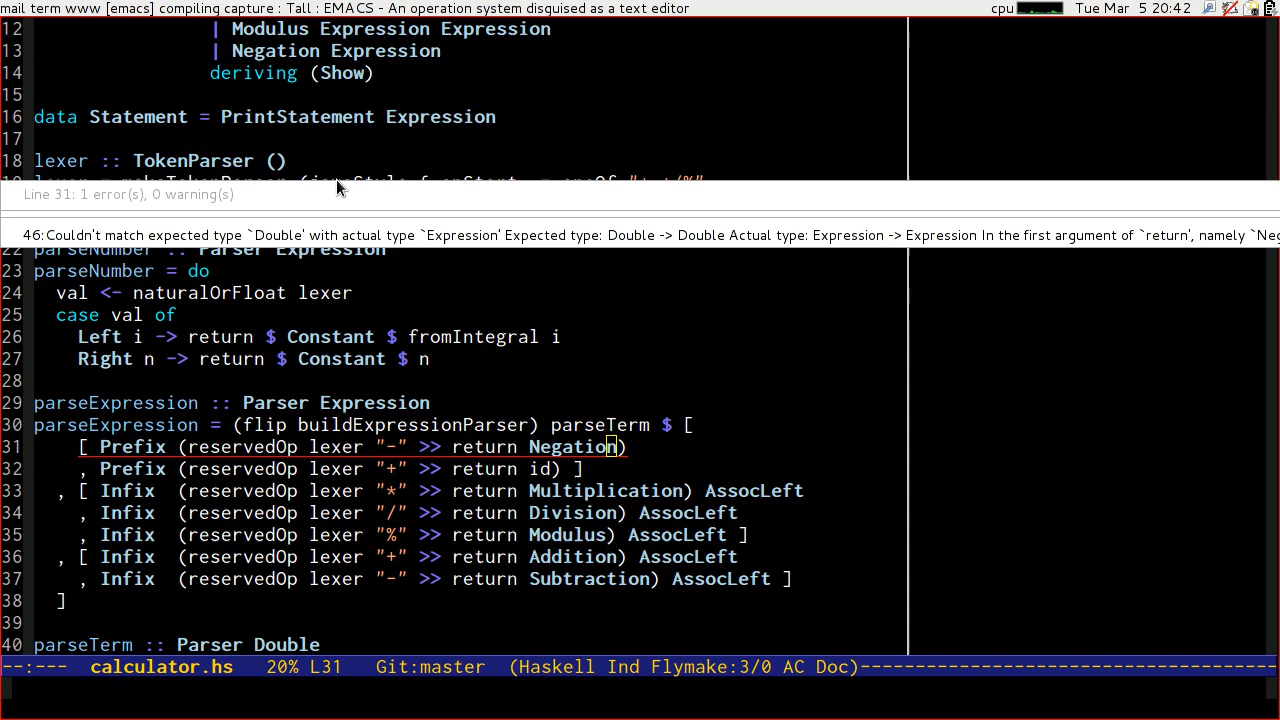 mail term www [emacs] compiling capture : Tall : EMACS - An operation system disguised as a text editor cpu Tue Mar 5 20:42
12 | Modulus Expression Expression
13 | Negation Expression
14 deriving (Show)
15
16 data Statement = PrintStatement Expression
17
18 lexer :: TokenParser ()
Line 31: 1 error(s), 0 warning(s)
46:Couldn't match expected type `Double' with actual type `Expression' Expected type: Double -> Double Actual type: Expression -> Expression In the first argument of `return', namely `Neg
22 parseNumber :: Parser Expression
23 parseNumber = do
24 val <- naturalOrFloat lexer
25 case val of
26 Left i -> return $ Constant $ fromIntegral i
27 Right n -> return $ Constant $ n
28
29 parseExpression :: Parser Expression
30 parseExpression = (flip buildExpressionParser) parseTerm $ [
31 [ Prefix (reservedOp lexer "-" >> return Negation)
32 , Prefix (reservedOp lexer "+" >> return id) ]
33 , [ Infix (reservedOp lexer "*" >> return Multiplication) AssocLeft
34 , Infix (reservedOp lexer "/" >> return Division) AssocLeft
35 , Infix (reservedOp lexer "%" >> return Modulus) AssocLeft ]
36 , [ Infix (reservedOp lexer "+" >> return Addition) AssocLeft
37 , Infix (reservedOp lexer "-" >> return Subtraction) AssocLeft ]
38 ]
39
40 parseTerm :: Parser Double
--:--- calculator.hs 20% L31 Git:master (Haskell Ind Flymake:3/0 AC Doc)--------------------------------------